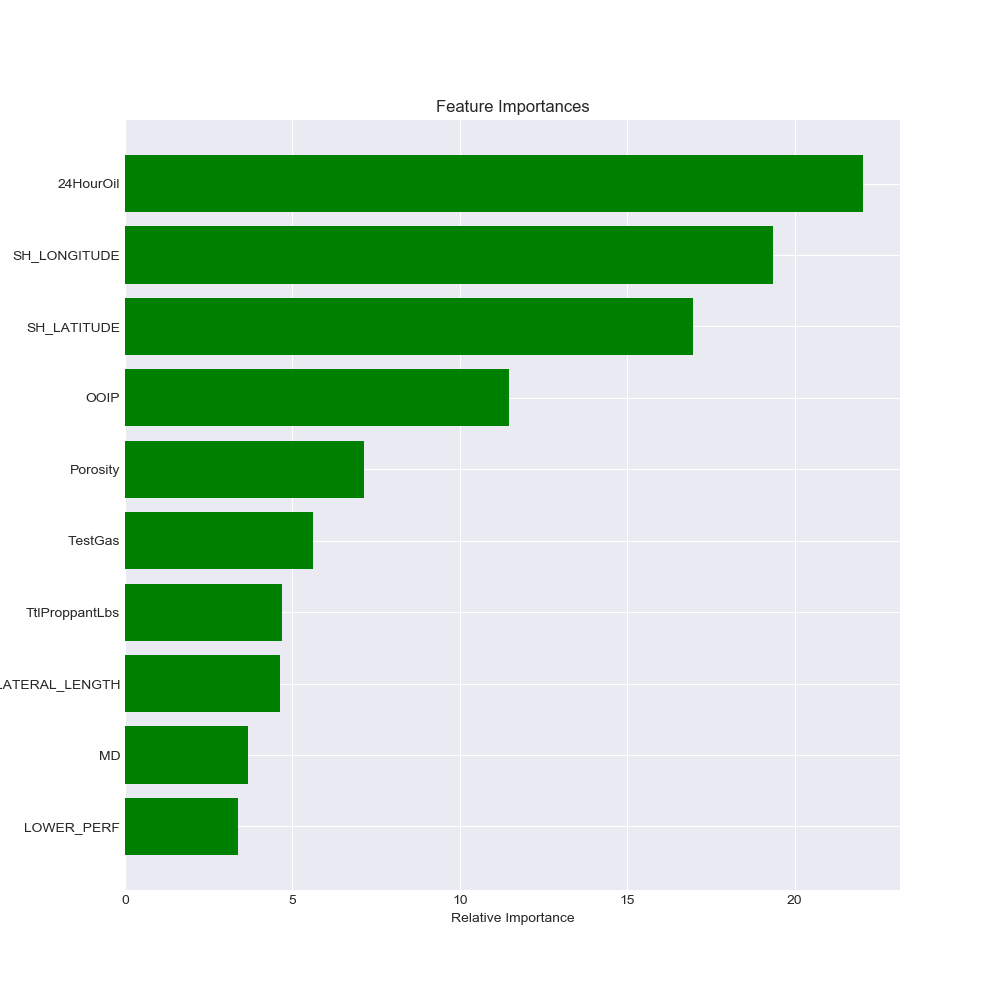 Feature Importances
24HourOil
SH_LONGITUDE
SH_LATITUDE
OOIP
Porosity
TestGas
TtlProppantLbs
LATERAL_LENGTH
MD
LOWER_PERF
0 5 10 15 20
Relative Importance